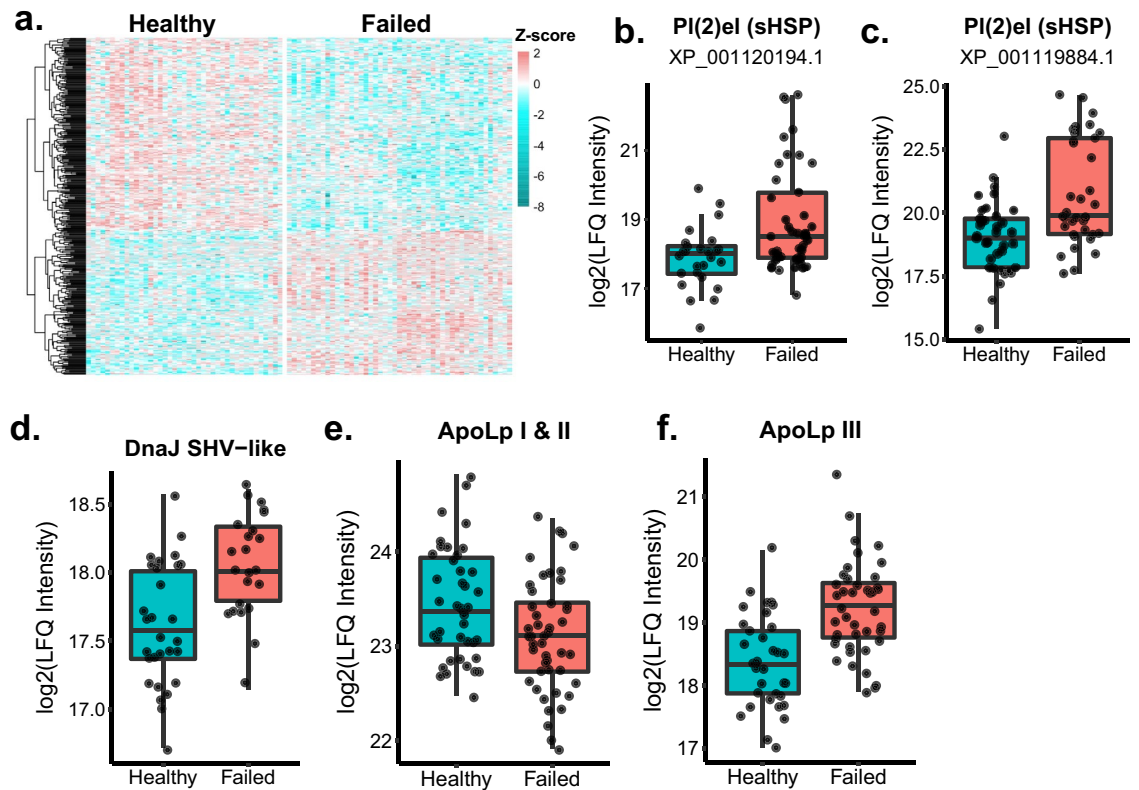 a.
Healthy
Failed
Z-score
2
0
-2
-4
-6
-8
b.
Pl(2)el (sHSP)
XP_001120194.1
log2(LFQ Intensity)
21
19
17
Healthy
Failed
c.
Pl(2)el (sHSP)
XP_001119884.1
log2(LFQ Intensity)
25.0
22.5
20.0
17.5
15.0
Healthy
Failed
d.
DnaJ SHV−like
log2(LFQ Intensity)
18.5
18.0
17.5
17.0
Healthy
Failed
e.
ApoLp I & II
log2(LFQ Intensity)
24
23
22
Healthy
Failed
f.
ApoLp III
log2(LFQ Intensity)
21
20
19
18
17
Healthy
Failed